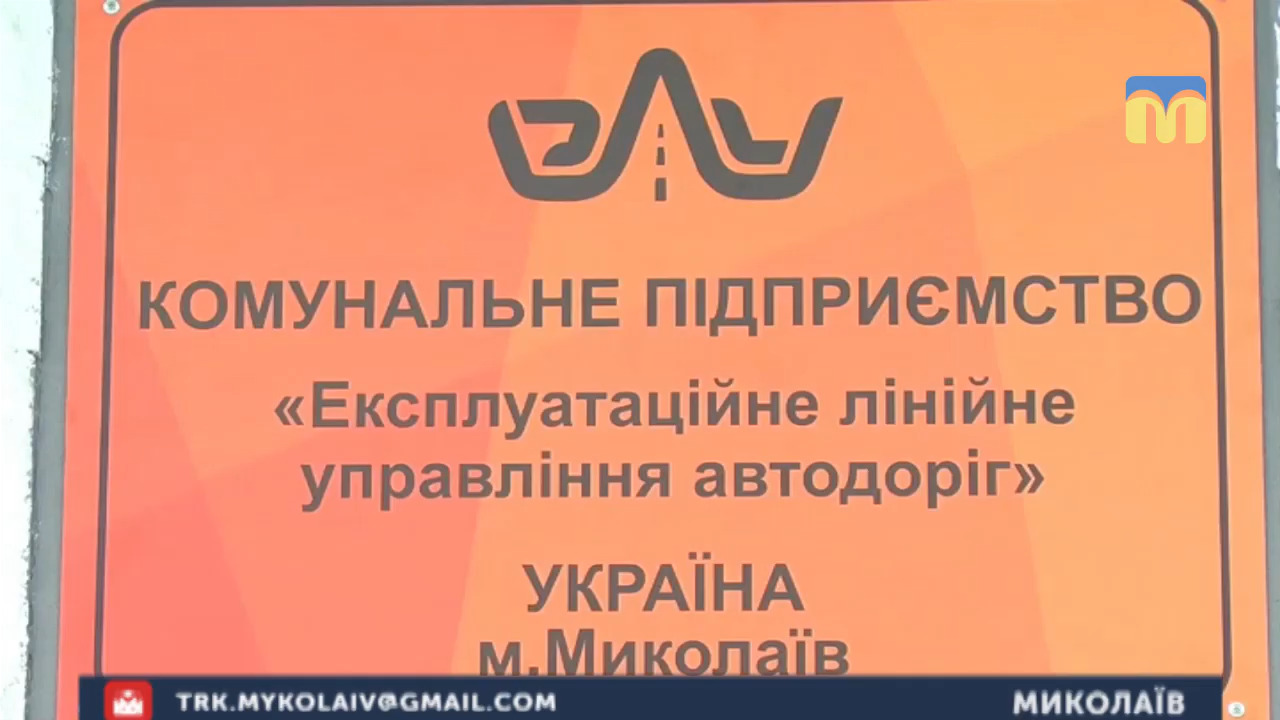 КОМУНАЛЬНЕ ПІДПРИЄМСТВО
«Експлуатаційне лінійне
управління автодоріг»
УКРАЇНА
м.Миколаїв
TRK.MYKOLAIV@GMAIL.COM
МИКОЛАЇВ